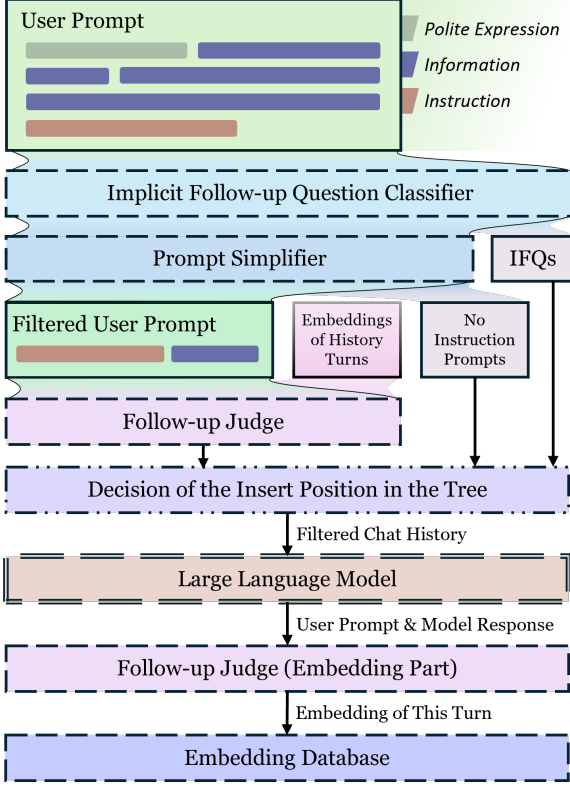 User Prompt
Polite Expression
Information
Instruction
Implicit Follow-up Question Classifier
Prompt Simplifier
IFQs
Filtered User Prompt
Embeddings
of History
Turns
No
Instruction
Prompts
Follow-up Judge
Decision of the Insert Position in the Tree
Filtered Chat History
Large Language Model
User Prompt & Model Response
Follow-up Judge (Embedding Part)
Embedding of This Turn
Embedding Database